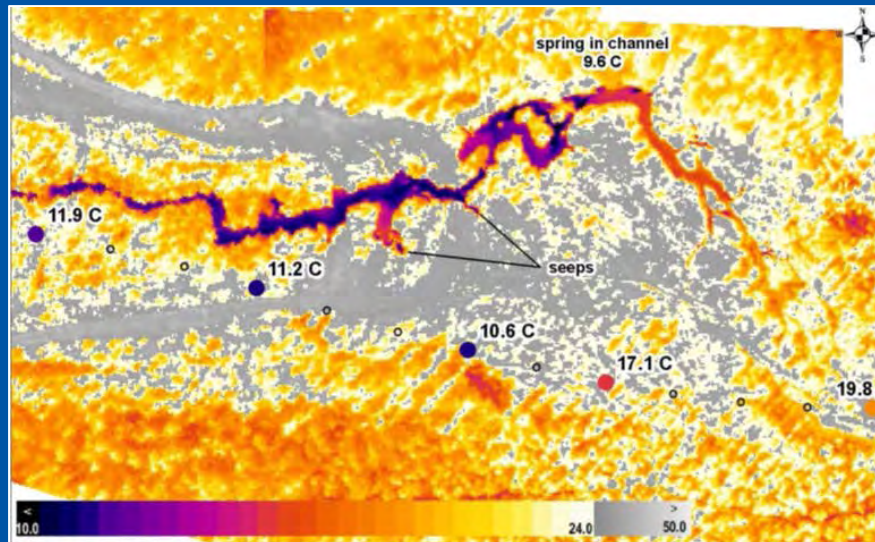 N
S
spring in channel
9.6 C
11.9 C
11.2 C
seeps
10.6 C
17.1 C
19.8
<
10.0
24.0
>
50.0